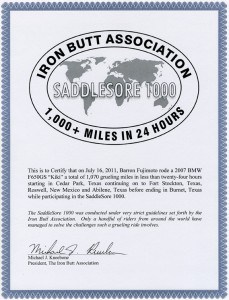 IRON BUTT ASSOCIATION
SADDLESORE 1000
1,000+ MILES IN 24 HOURS
This is to Certify that on July 16, 2011, Barren Fujimoto rode a 2007 BMW
F650GS "Kiki" a total of 1,070 grueling miles in less than twenty-four hours
starting in Cedar Park, Texas continuing on to Fort Stockton, Texas,
Roswell, New Mexico and Abilene, Texas before ending in Burnet, Texas
while participating in the SaddleSore 1000.
The SaddleSore 1000 was conducted under very strict guidelines set forth by the
Iron Butt Association. Only a handful of riders from around the world have
managed to solve the challenges such a grueling ride involves.
Michael J. Kneebone
President, The Iron Butt Association